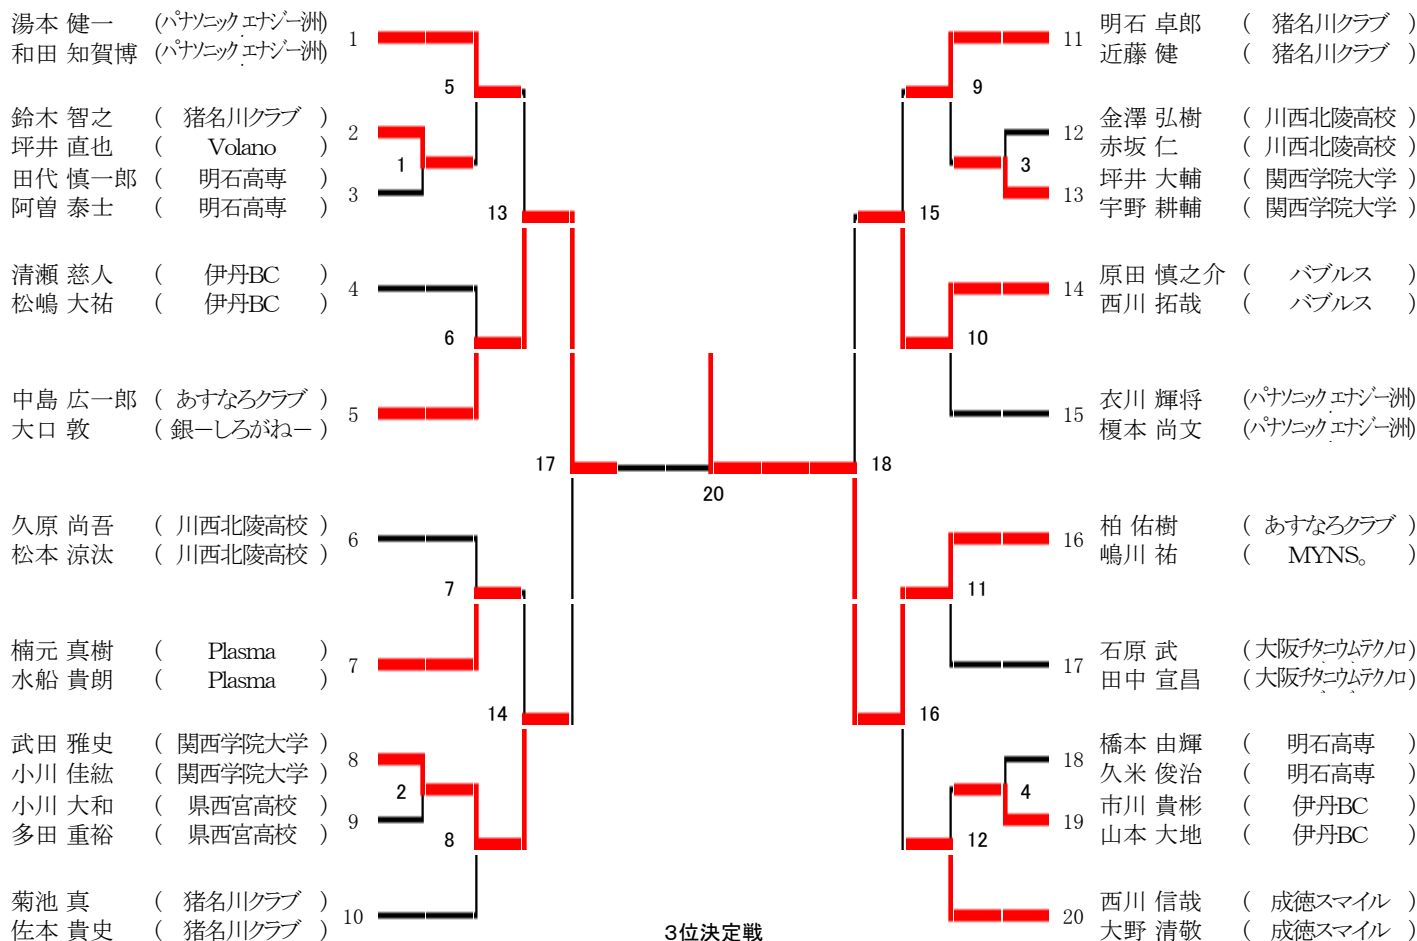 湯本 健一 (パナソニック エナジー洲) 1
和田 知賀博 (パナソニック エナジー洲)
5
鈴木 智之 ( 猪名川クラブ ) 2
坪井 直也 ( Volano )
1
田代 慎一郎 ( 明石高専 ) 3
阿曽 泰士 ( 明石高専 )
13
清瀬 慈人 ( 伊丹BC ) 4
松嶋 大祐 ( 伊丹BC )
6
中島 広一郎 ( あすなろクラブ ) 5
大口 敦 ( 銀－しろがね－ )
17
久原 尚吾 ( 川西北陵高校 ) 6
松本 涼汰 ( 川西北陵高校 )
7
楠元 真樹 ( Plasma ) 7
水船 貴朗 ( Plasma )
14
武田 雅史 ( 関西学院大学 ) 8
小川 佳紘 ( 関西学院大学 )
2
小川 大和 ( 県西宮高校 ) 9
多田 重裕 ( 県西宮高校 )
8
菊池 真 ( 猪名川クラブ ) 10
佐本 貴史 ( 猪名川クラブ )
20
3位決定戦
11 明石 卓郎 ( 猪名川クラブ )
近藤 健 ( 猪名川クラブ )
9
12 金澤 弘樹 ( 川西北陵高校 )
赤坂 仁 ( 川西北陵高校 )
3
13 坪井 大輔 ( 関西学院大学 )
宇野 耕輔 ( 関西学院大学 )
15
14 原田 慎之介 ( バブルス )
西川 拓哉 ( バブルス )
10
15 衣川 輝将 (パナソニック エナジー洲)
榎本 尚文 (パナソニック エナジー洲)
18
16 柏 佑樹 ( あすなろクラブ )
嶋川 祐 ( MYNS。 )
11
17 石原 武 ( 大阪チタニウムテクノロ)
田中 宣昌 ( 大阪チタニウムテクノロ)
16
18 橋本 由輝 ( 明石高専 )
久米 俊治 ( 明石高専 )
4
19 市川 貴彬 ( 伊丹BC )
山本 大地 ( 伊丹BC )
12
20 西川 信哉 ( 成徳スマイル )
大野 清敬 ( 成徳スマイル )